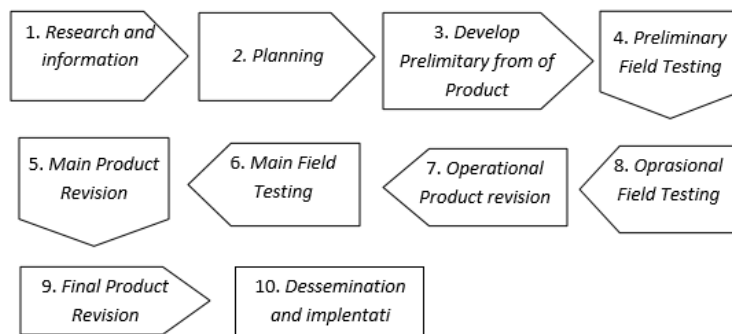 1. Research and
information
2. Planning
3. Develop
Prelimitary from of
Product
4. Preliminary
Field Testing
5. Main Product
Revision
6. Main Field
Testing
7. Operational
Product revision
8. Oprasional
Field Testing
9. Final Product
Revision
10. Dessemination
and implentati